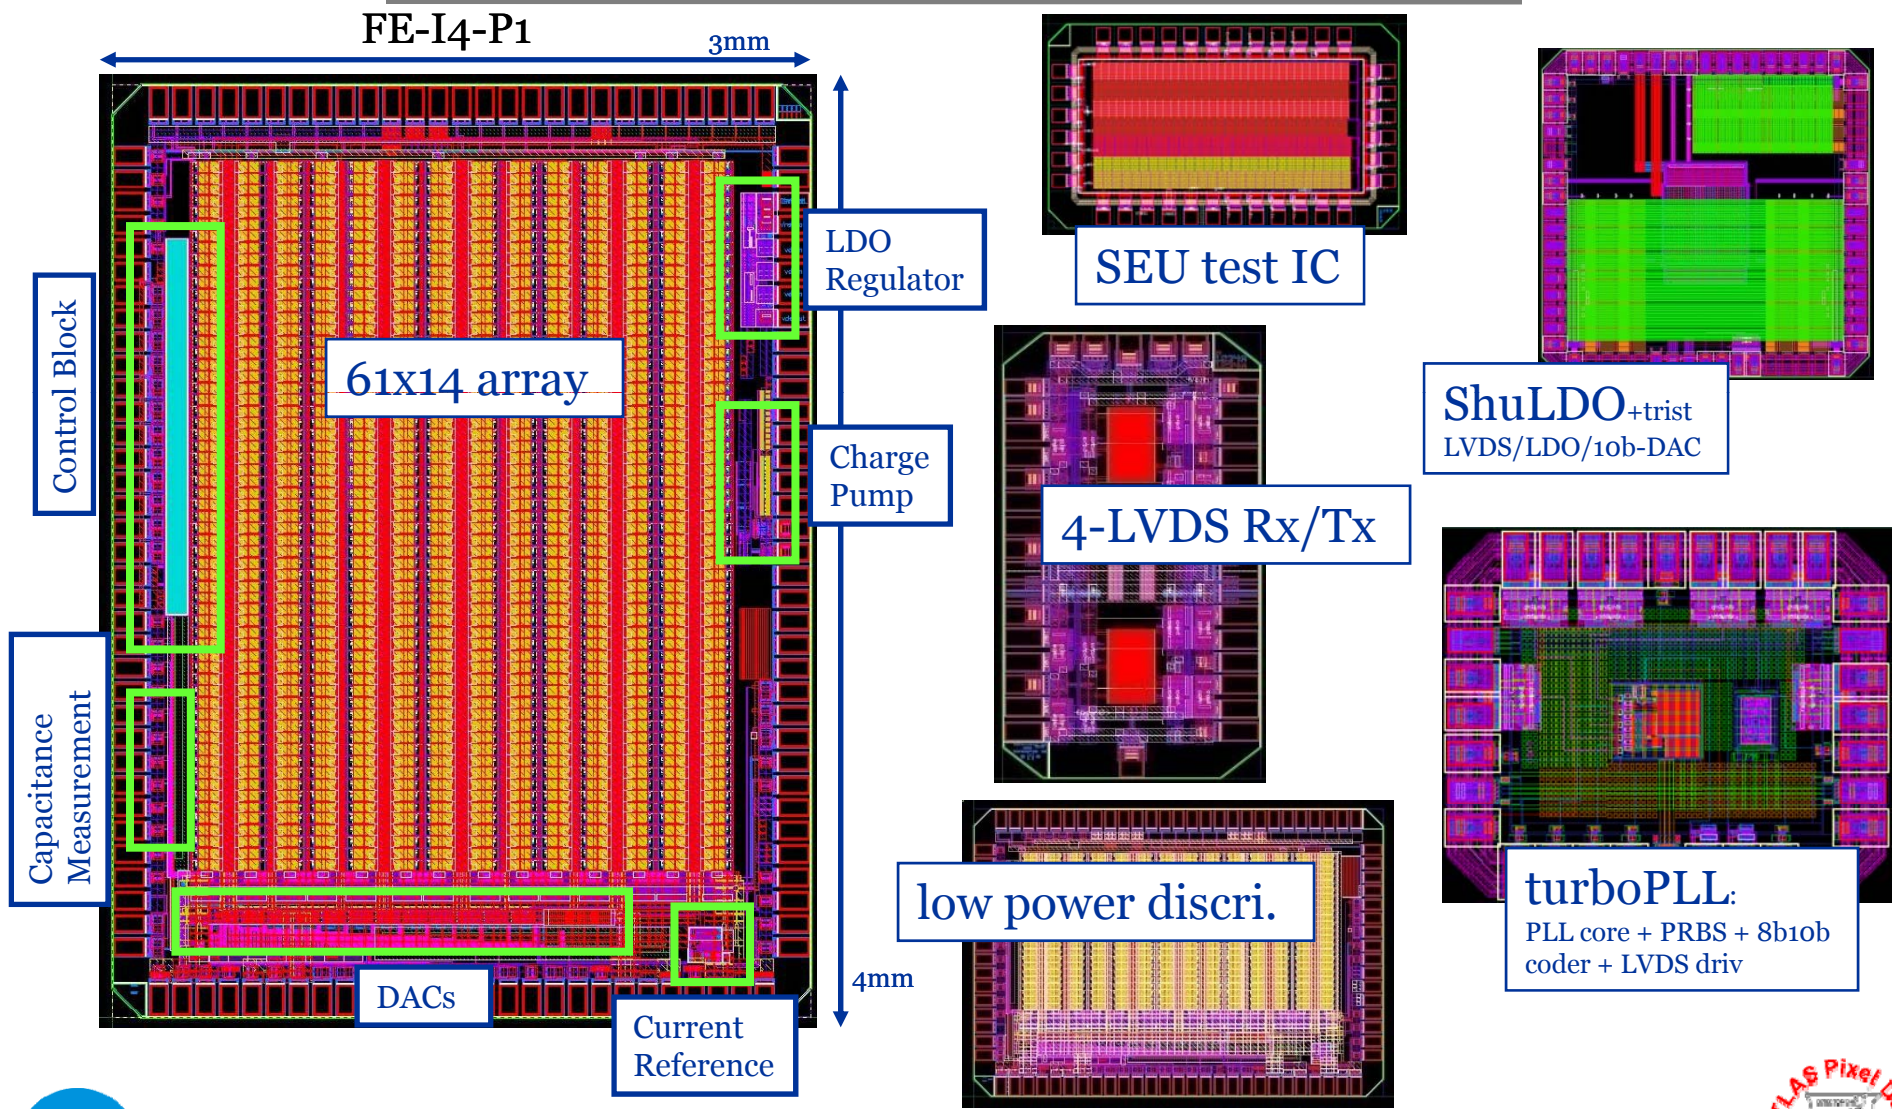 FE-I4-P1
3mm
LDO
Regulator
Control Block
61x14 array
Charge
Pump
Capacitance
Measurement
DACs
Current
Reference
4mm
SEU test IC
4-LVDS Rx/Tx
low power discri.
ShuLDO+trist
LVDS/LDO/10b-DAC
turboPLL:
PLL core + PRBS + 8b10b
coder + LVDS driv
Pixel